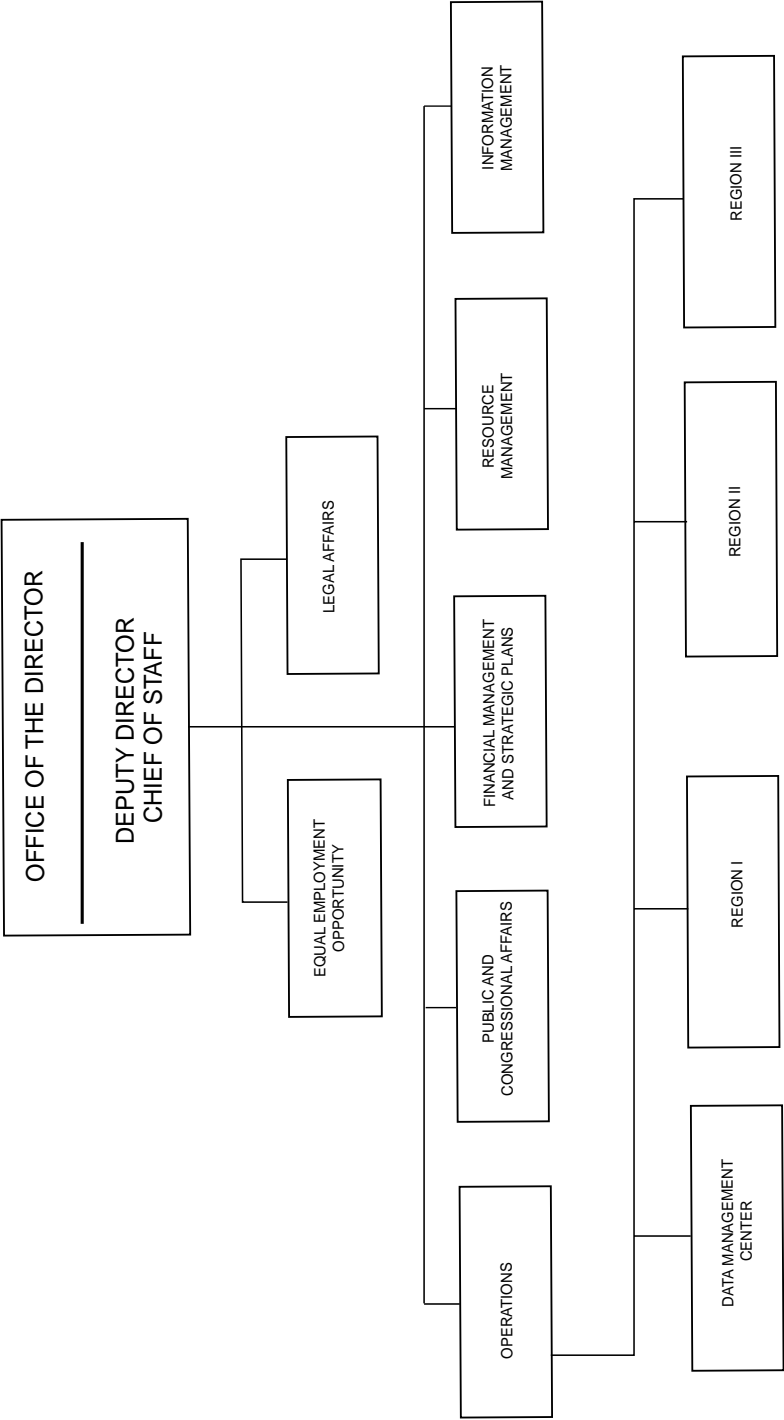 OFFICE OF THE DIRECTOR
DEPUTY DIRECTOR
CHIEF OF STAFF
EQUAL EMPLOYMENT
OPPORTUNITY
LEGAL AFFAIRS
OPERATIONS
PUBLIC AND
CONGRESSIONAL AFFAIRS
FINANCIAL MANAGEMENT
AND STRATEGIC PLANS
RESOURCE
MANAGEMENT
INFORMATION
MANAGEMENT
DATA MANAGEMENT
CENTER
REGION I
REGION II
REGION III